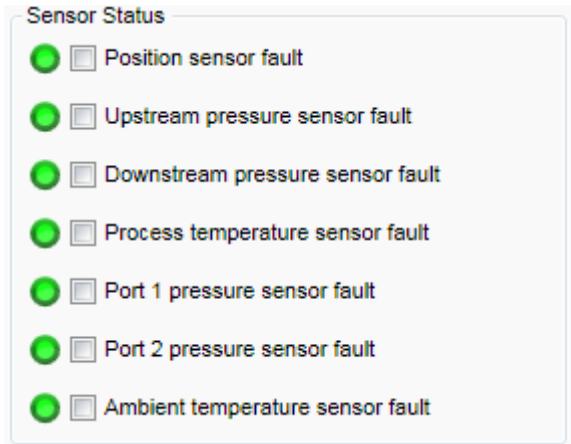 Sensor Status
Position sensor fault
Upstream pressure sensor fault
Downstream pressure sensor fault
Process temperature sensor fault
Port 1 pressure sensor fault
Port 2 pressure sensor fault
Ambient temperature sensor fault